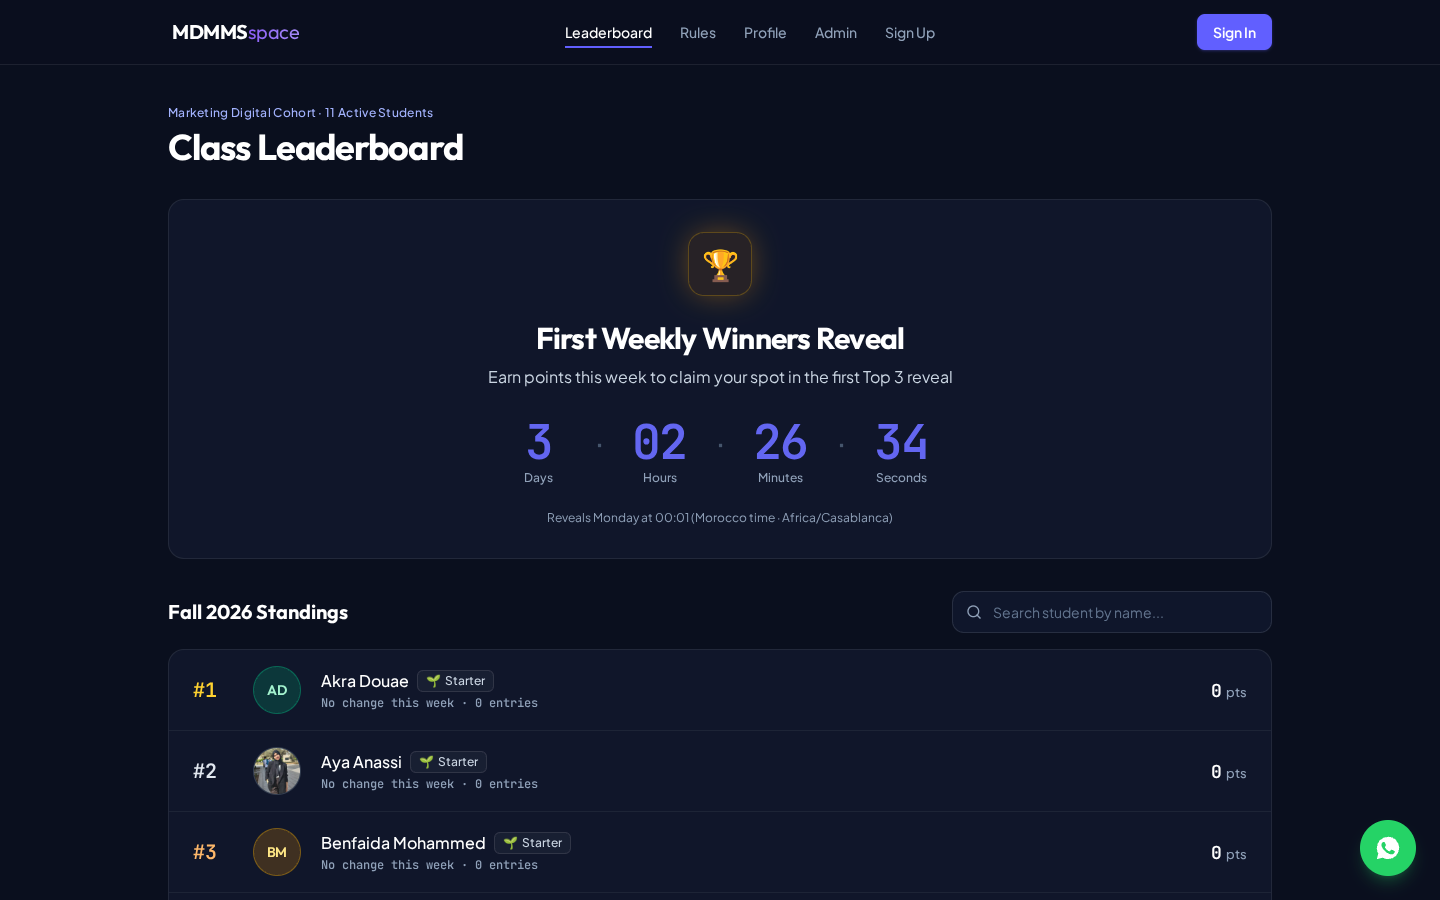 MDMMSspace
Leaderboard
Rules
Profile
Admin
Sign Up
Sign In
Marketing Digital Cohort · 11 Active Students
Class Leaderboard
First Weekly Winners Reveal
Earn points this week to claim your spot in the first Top 3 reveal
3 · 02 · 26 · 34
Days Hours Minutes Seconds
Reveals Monday at 00:01 (Morocco time · Africa/Casablanca)
Fall 2026 Standings
Search student by name...
#1
AD
Akra Douae
Starter
No change this week · 0 entries
0 pts
#2
Aya Anassi
Starter
No change this week · 0 entries
0 pts
#3
BM
Benfaida Mohammed
Starter
No change this week · 0 entries
0 pts